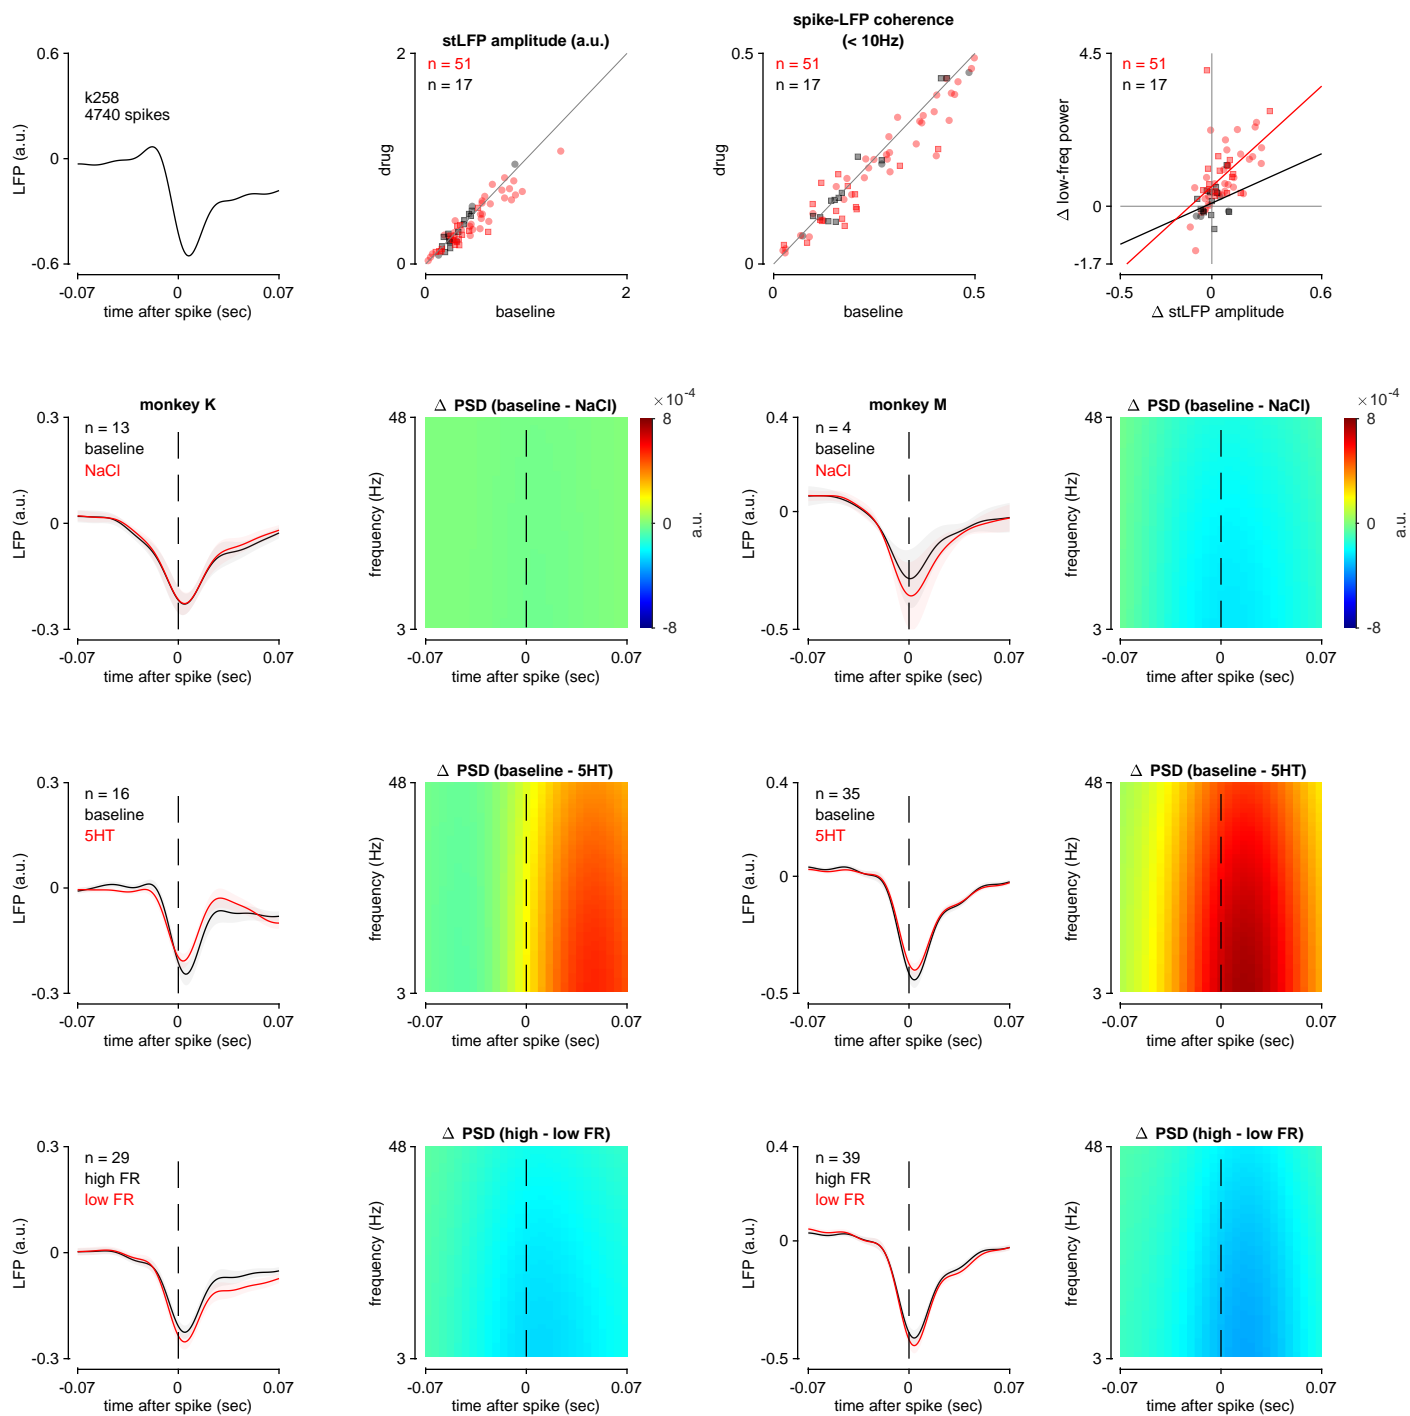 0.6
0
-0.6
LFP (a.u.)
k258
4740 spikes
-0.07
0
0.07
time after spike (sec)
stLFP amplitude (a.u.)
2
0
drug
n = 51
n = 17
0
2
baseline
spike-LFP coherence
(< 10Hz)
0.5
0
drug
n = 51
n = 17
0
0.5
baseline
4.5
0
-1.7
Δ low-freq power
n = 51
n = 17
-0.5
0
0.6
Δ stLFP amplitude
monkey K
0.3
0
-0.3
LFP (a.u.)
n = 13
baseline
NaCl
-0.07
0
0.07
time after spike (sec)
Δ PSD (baseline - NaCl)
48
3
frequency (Hz)
-0.07
0
0.07
time after spike (sec)
×10⁻⁴
8
0
-8
a.u.
monkey M
0.4
0
-0.5
LFP (a.u.)
n = 4
baseline
NaCl
-0.07
0
0.07
time after spike (sec)
Δ PSD (baseline - NaCl)
48
3
frequency (Hz)
-0.07
0
0.07
time after spike (sec)
×10⁻⁴
8
0
-8
a.u.
0.3
0
-0.3
LFP (a.u.)
n = 16
baseline
5HT
-0.07
0
0.07
time after spike (sec)
Δ PSD (baseline - 5HT)
48
3
frequency (Hz)
-0.07
0
0.07
time after spike (sec)
0.4
0
-0.5
LFP (a.u.)
n = 35
baseline
5HT
-0.07
0
0.07
time after spike (sec)
Δ PSD (baseline - 5HT)
48
3
frequency (Hz)
-0.07
0
0.07
time after spike (sec)
0.3
0
-0.3
LFP (a.u.)
n = 29
high FR
low FR
-0.07
0
0.07
time after spike (sec)
Δ PSD (high - low FR)
48
3
frequency (Hz)
-0.07
0
0.07
time after spike (sec)
0.4
0
-0.5
LFP (a.u.)
n = 39
high FR
low FR
-0.07
0
0.07
time after spike (sec)
Δ PSD (high - low FR)
48
3
frequency (Hz)
-0.07
0
0.07
time after spike (sec)